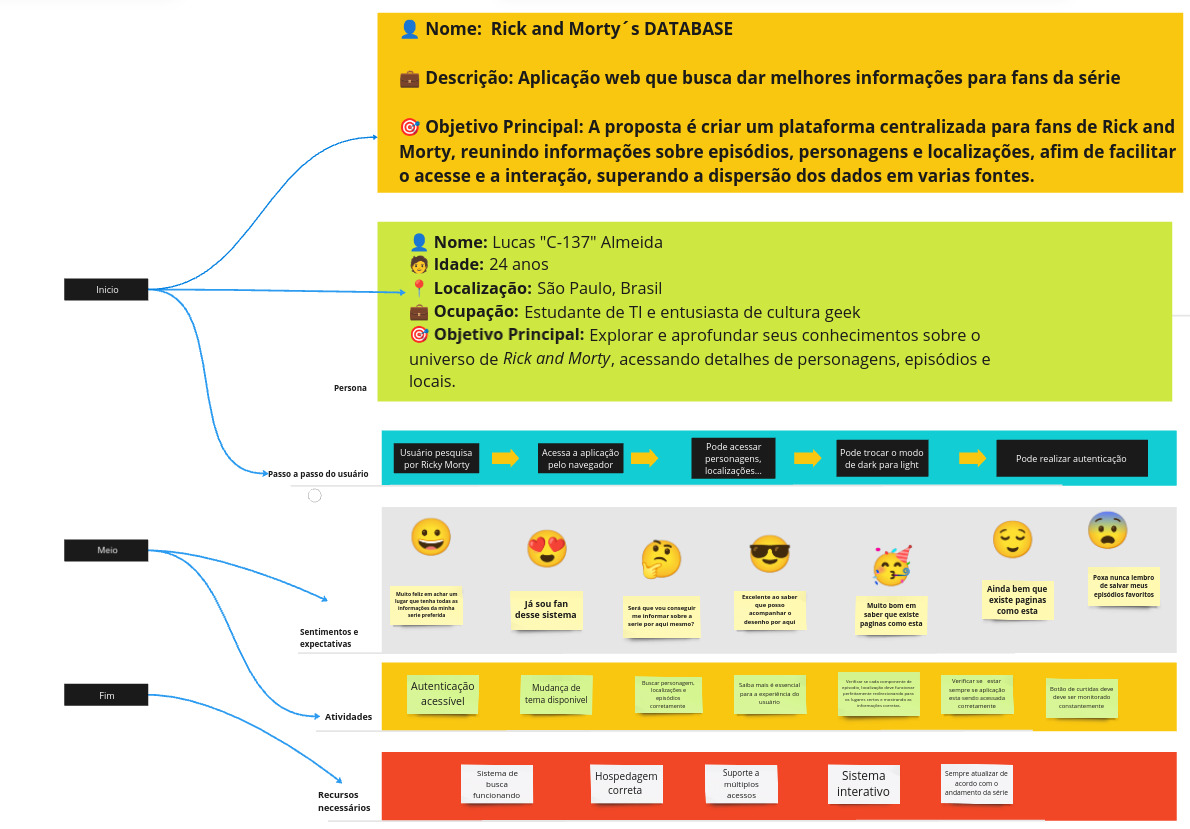 Nome: Rick and Morty´s DATABASE
Descrição: Aplicação web que busca dar melhores informações para fans da série
Objetivo Principal: A proposta é criar um plataforma centralizada para fans de Rick and
Morty, reunindo informações sobre episódios, personagens e localizações, afim de facilitar
o acesse e a interação, superando a dispersão dos dados em varias fontes.
Inicio
Nome: Lucas "C-137" Almeida
Idade: 24 anos
Localização: São Paulo, Brasil
Ocupação: Estudante de TI e entusiasta de cultura geek
Objetivo Principal: Explorar e aprofundar seus conhecimentos sobre o
universo de Rick and Morty, acessando detalhes de personagens, episódios e
locais.
Persona
Passo a passo do usuário
Usuário pesquisa
por Ricky Morty
Acessa a aplicação
pelo navegador
Pode acessar
personagens,
localizações...
Pode trocar o modo
de dark para light
Pode realizar autenticação
Meio
Sentimentos e
expectativas
Muito feliz em achar um
lugar que tenha todas as
informações da minha
serie preferida
Já sou fan
desse sistema
Será que vou conseguir
me informar sobre a
serie por aqui mesmo?
Excelente ao saber
que posso
acompanhar o
desenho por aqui
Muito bom em
saber que existe
paginas como esta
Ainda bem que
existe paginas
como esta
Poxa nunca lembro
de salvar meus
episódios favoritos
Fim
Atividades
Autenticação
acessível
Mudança de
tema disponivel
Buscar personagem,
localizações e
episódios
corretamente
Saiba mais é essencial
para a experiência do
usuário
Verificar se cada componente de
episodio, localização deve funcionar
perfeitamente redirecionando para
os lugares certos e mostrando as
informações corretas.
Verificar se estar
sempre se aplicação
esta sendo acessada
corretamente
Botão de curtidas deve
deve ser monitorado
constantemente
Recursos
necessários
Sistema de
busca
funcionando
Hospedagem
correta
Suporte a
múltiplos
acessos
Sistema
interativo
Sempre atualizar de
acordo com o
andamento da série